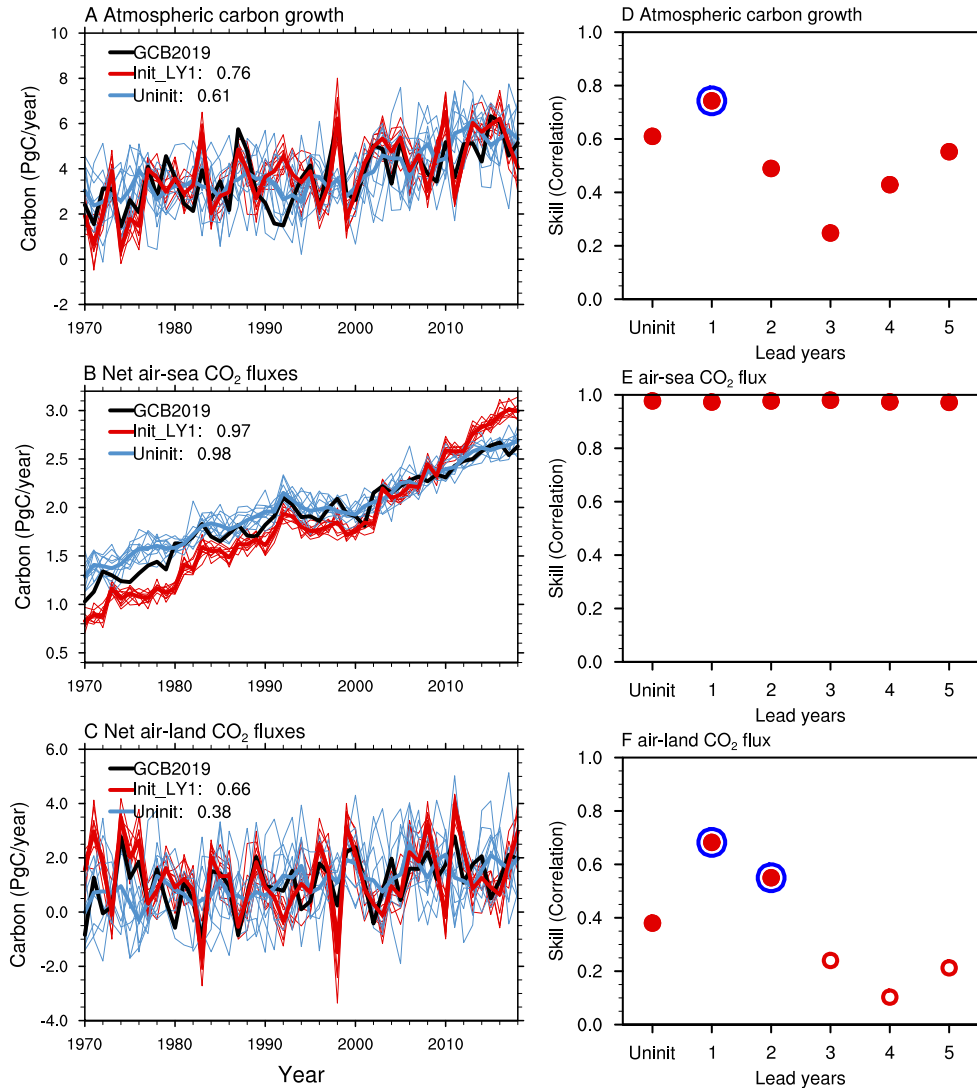 A Atmospheric carbon growth
Carbon (PgC/year)
10
8
6
4
2
0
-2
GCB2019
Init_LY1: 0.76
Uninit: 0.61
1970 1980 1990 2000 2010
D Atmospheric carbon growth
Skill (Correlation)
1.0
0.8
0.6
0.4
0.2
0.0
Uninit 1 2 3 4 5
Lead years
B Net air-sea CO₂ fluxes
Carbon (PgC/year)
3.0
2.5
2.0
1.5
1.0
0.5
GCB2019
Init_LY1: 0.97
Uninit: 0.98
1970 1980 1990 2000 2010
E air-sea CO₂ flux
Skill (Correlation)
1.0
0.8
0.6
0.4
0.2
0.0
Uninit 1 2 3 4 5
Lead years
C Net air-land CO₂ fluxes
Carbon (PgC/year)
6.0
4.0
2.0
0.0
-2.0
-4.0
GCB2019
Init_LY1: 0.66
Uninit: 0.38
1970 1980 1990 2000 2010
Year
F air-land CO₂ flux
Skill (Correlation)
1.0
0.8
0.6
0.4
0.2
0.0
Uninit 1 2 3 4 5
Lead years